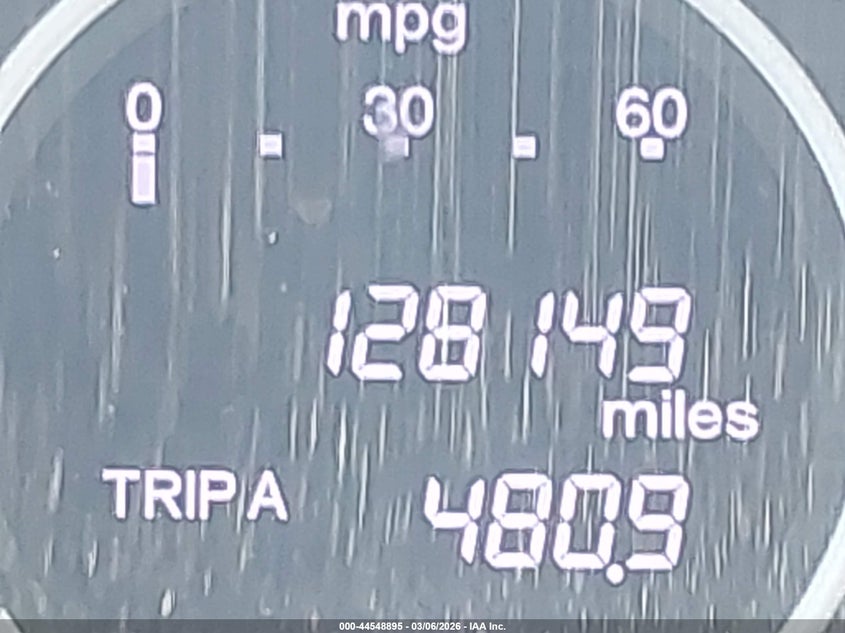 mpg
0 30 60
128149
miles
TRIP A 480.9
000-44548895 - 03/06/2026 - IAA Inc.